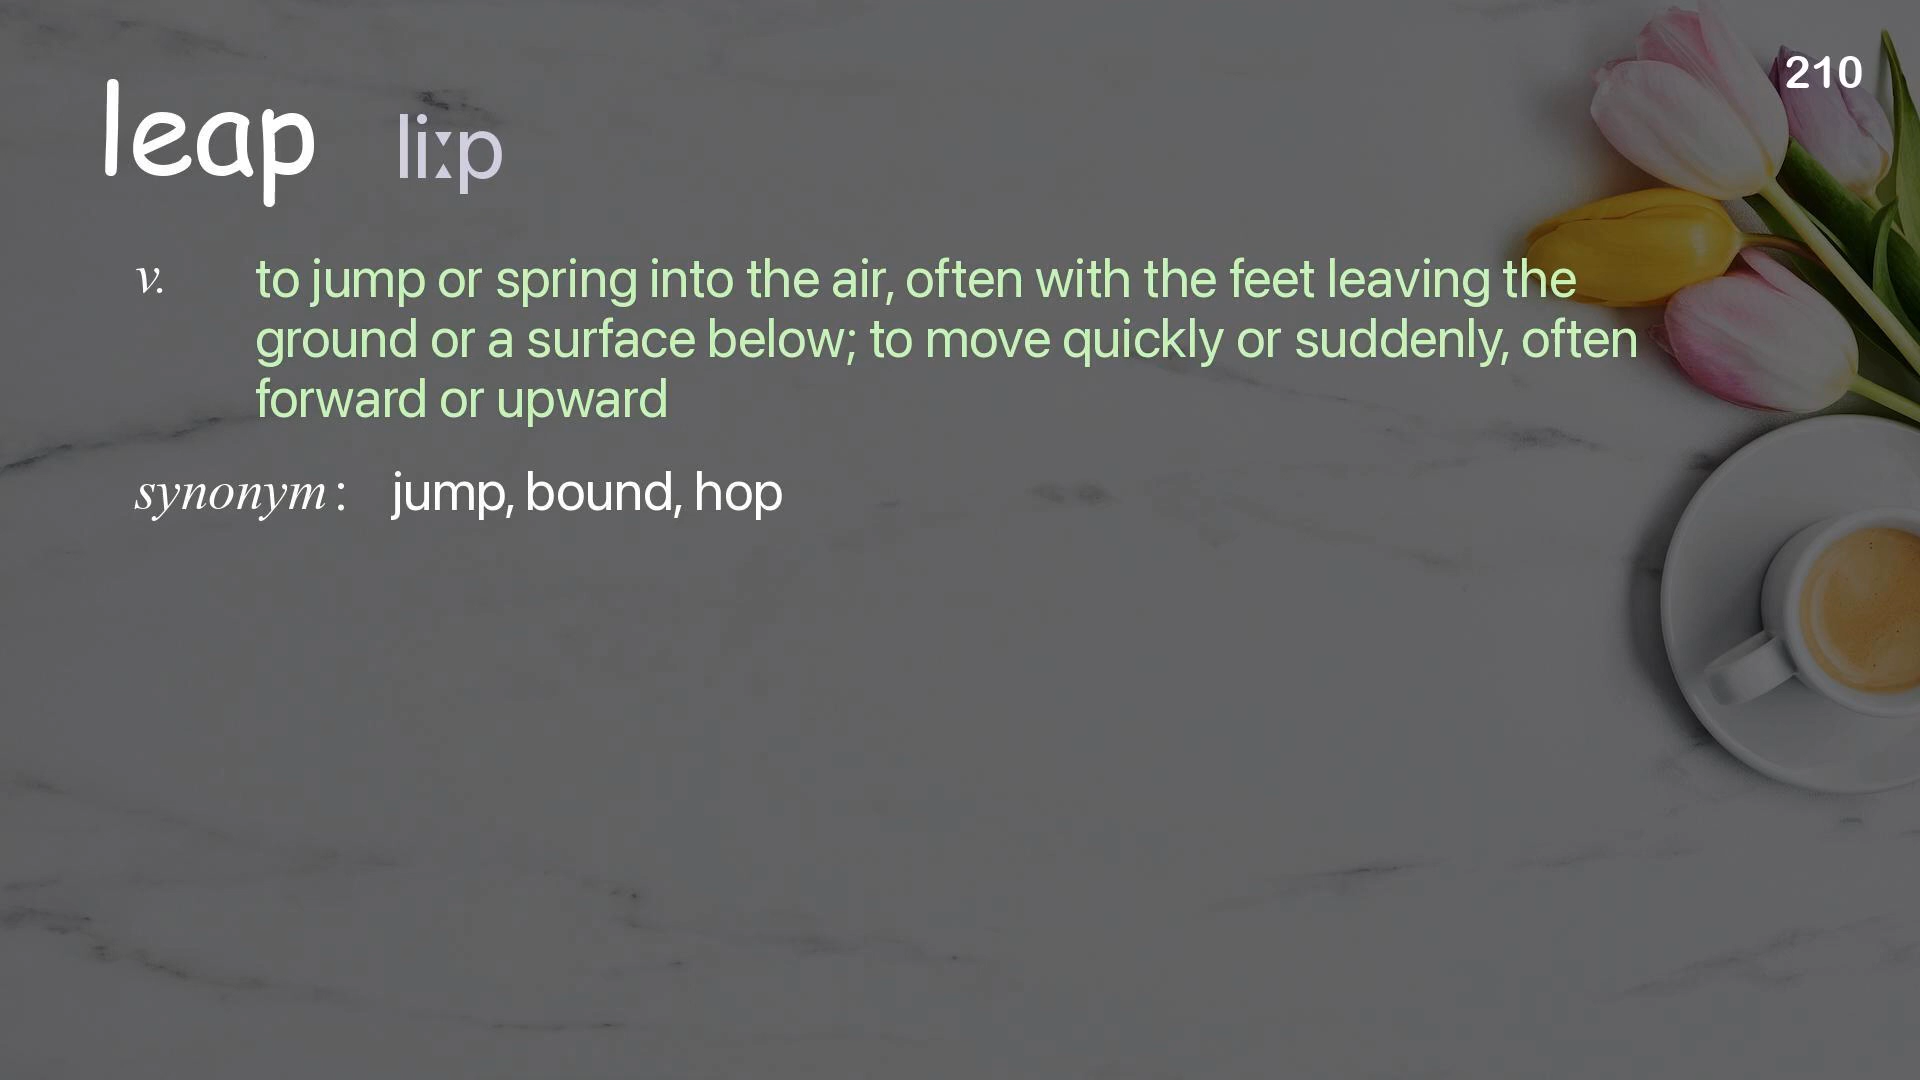 210
leap liːp
v. to jump or spring into the air, often with the feet leaving the
ground or a surface below; to move quickly or suddenly, often
forward or upward
synonym : jump, bound, hop